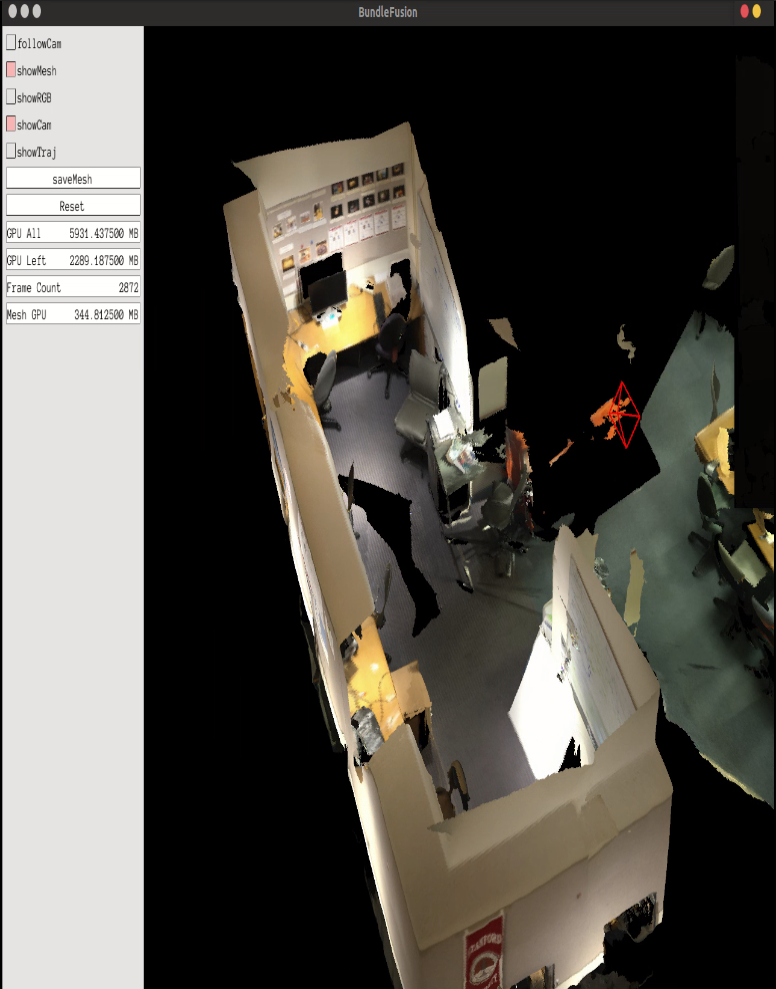 BundleFusion
followCam
showMesh
showRGB
showCam
showTraj
saveMesh
Reset
GPU All 5931.437500 MB
GPU Left 2289.187500 MB
Frame Count 2872
Mesh GPU 344.812500 MB
STANFORD